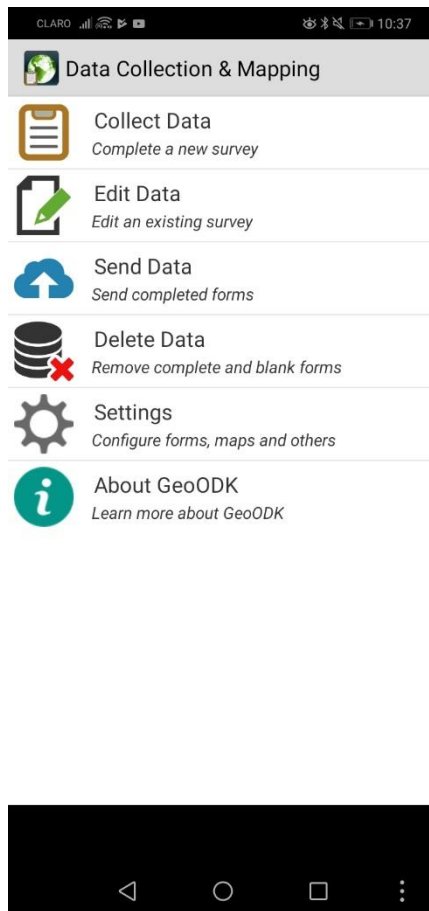 CLARO 10:37
Data Collection & Mapping
Collect Data
Complete a new survey
Edit Data
Edit an existing survey
Send Data
Send completed forms
Delete Data
Remove complete and blank forms
Settings
Configure forms, maps and others
About GeoODK
Learn more about GeoODK